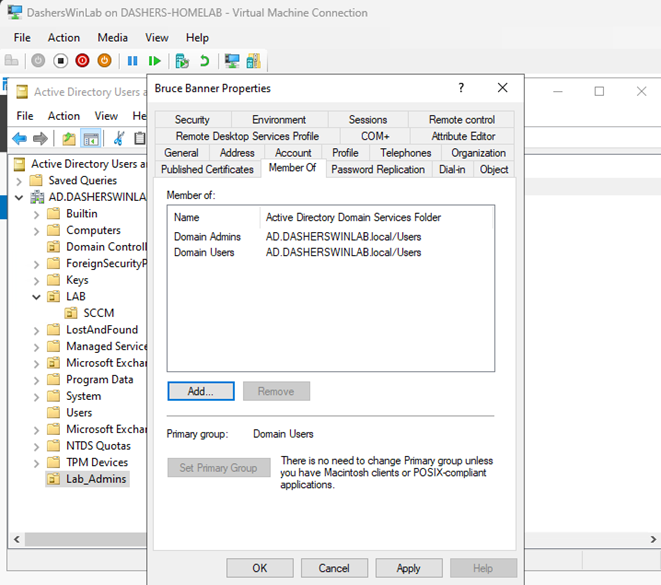 DashersWinLab on DASHERS-HOMELAB - Virtual Machine Connection
File Action Media View Help
Active Directory Users a
File Action View He
Active Directory Users a
Saved Queries
AD.DASHERSWINLA
Builtin
Computers
Domain Controll
ForeignSecurityP
Keys
LAB
SCCM
LostAndFound
Managed Service
Microsoft Exchan
Program Data
System
Users
Microsoft Exchan
NTDS Quotas
TPM Devices
Lab_Admins
Bruce Banner Properties
?
Security Environment Sessions Remote control
Remote Desktop Services Profile COM+ Attribute Editor
General Address Account Profile Telephones Organization
Published Certificates Member Of Password Replication Dial-in Object
Member of:
Name Active Directory Domain Services Folder
Domain Admins AD.DASHERSWINLAB.local/Users
Domain Users AD.DASHERSWINLAB.local/Users
Add... Remove
Primary group: Domain Users
Set Primary Group
There is no need to change Primary group unless
you have Macintosh clients or POSIX-compliant
applications.
OK Cancel Apply Help